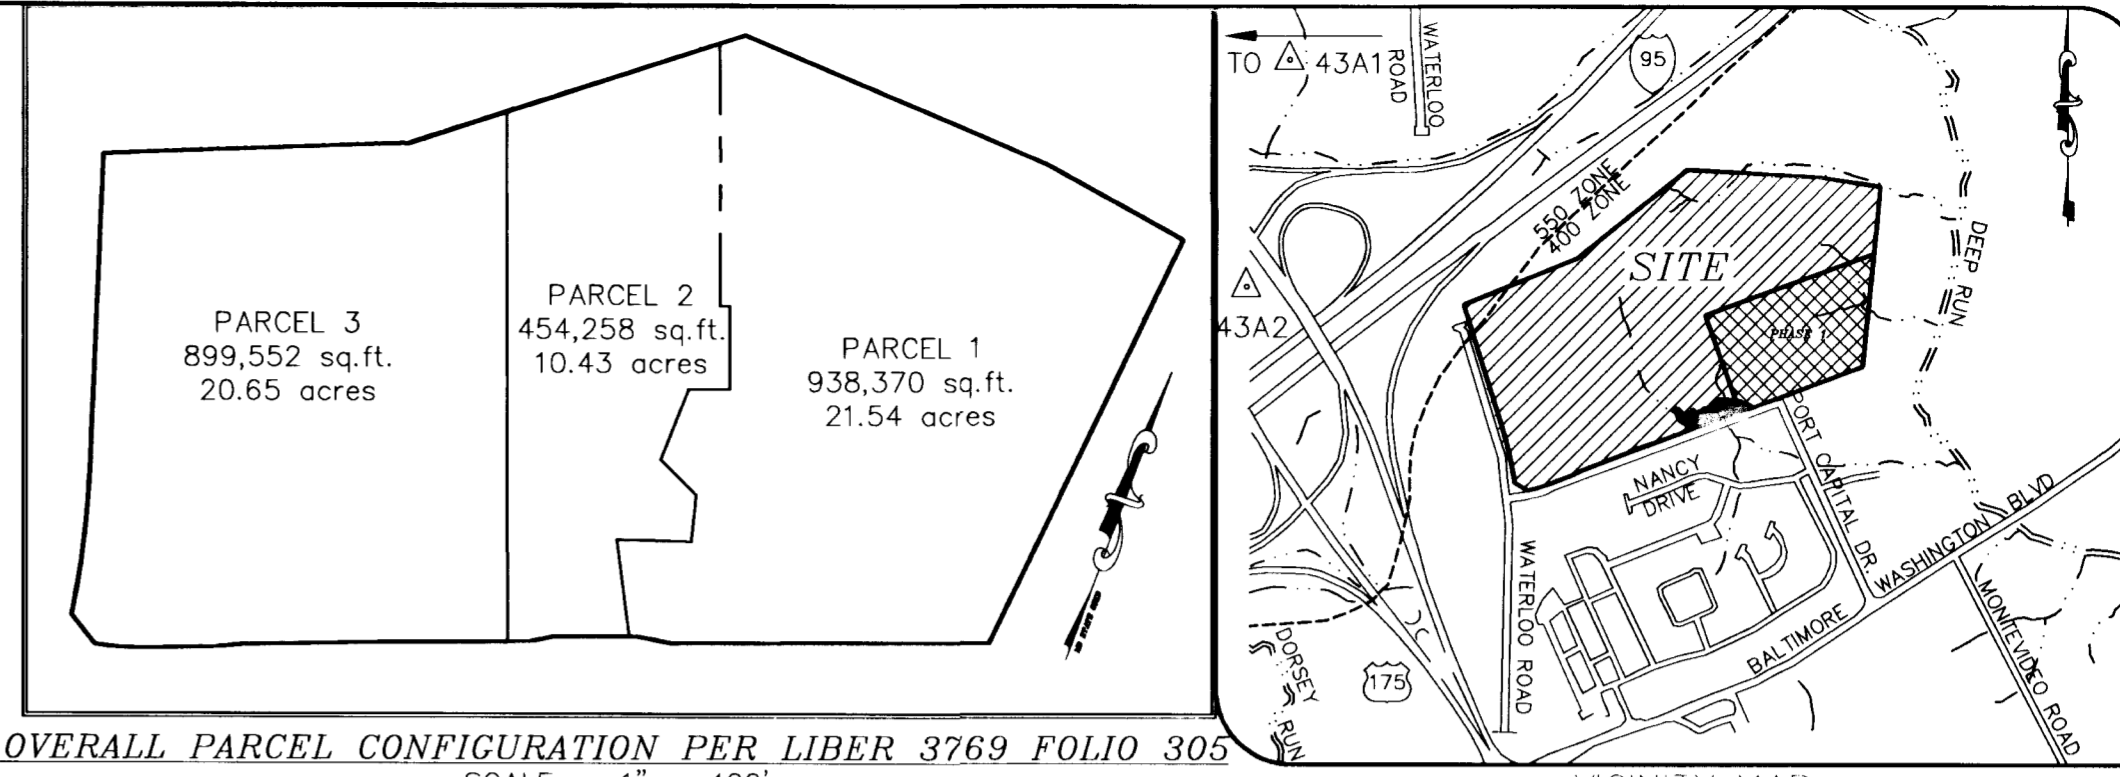 PARCEL 3
899,552 sq.ft.
20.65 acres
PARCEL 2
454,258 sq.ft.
10.43 acres
PARCEL 1
938,370 sq.ft.
21.54 acres
OVERALL PARCEL CONFIGURATION PER LIBER 3769 FOLIO 305
TO 43A1
WATERLOO
ROAD
95
550 ZONE
400 ZONE
SITE
PHASE 1
DEEP RUN
43A2
PORT CAPITAL DR.
NANCY
DRIVE
WATERLOO ROAD
WASHINGTON BLVD
BALTIMORE
MONTEVIDEO ROAD
DORSEY
RUN
175